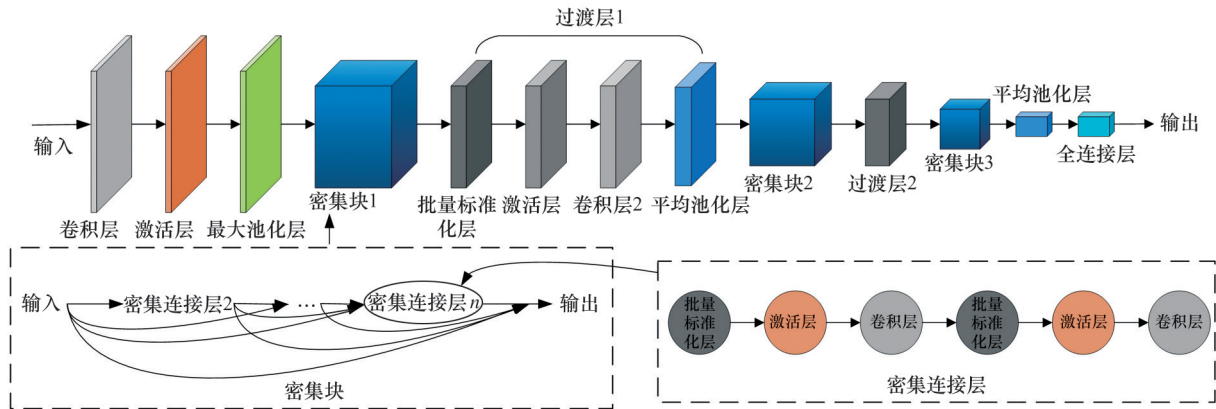 过渡层1
输入
卷积层
激活层
最大池化层
密集块1
批量标准
化层
激活层
卷积层2
平均池化层
密集块2
过渡层2
密集块3
平均池化层
全连接层
输出
输入
密集连接层2
…
密集连接层 n
输出
密集块
批量
标准
化层
激活层
卷积层
批量
标准
化层
激活层
卷积层
密集连接层